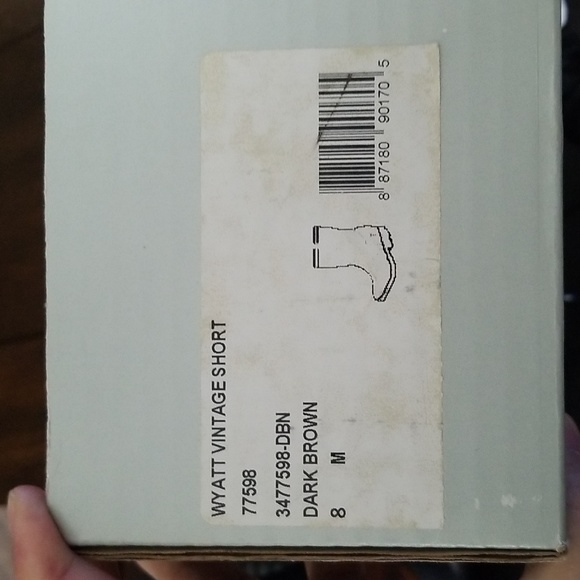 WYATT VINTAGE SHORT
77598
3477598-DBN
DARK BROWN
8 M
8 87180 90170 5